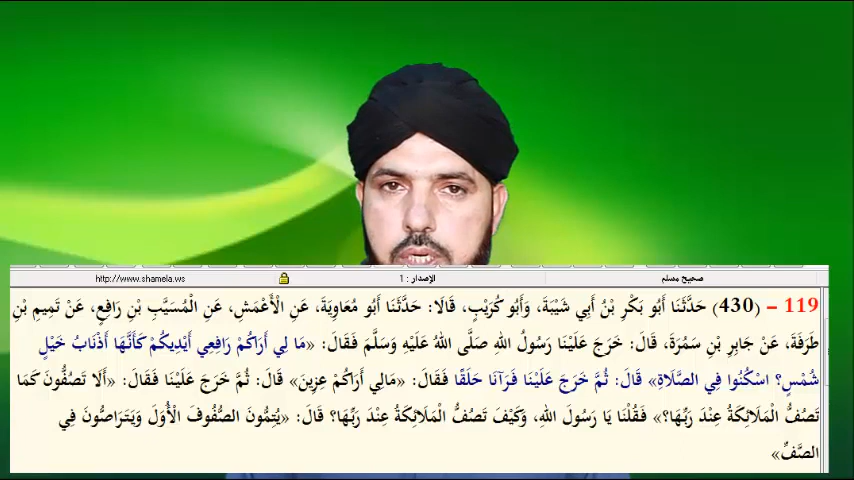 http://www.shamela.ws الإصدار : 1 صحيح مسلم
119 - (430) حَدَّثَنَا أَبُو بَكْرِ بْنُ أَبِي شَيْبَةَ، وَأَبُو كُرَيْبٍ، قَالَا: حَدَّثَنَا أَبُو مُعَاوِيَةَ، عَنِ الْأَعْمَشِ، عَنِ الْمُسَيَّبِ بْنِ رَافِعٍ، عَنْ تَمِيمِ بْنِ
طَرَفَةَ، عَنْ جَابِرِ بْنِ سَمُرَةَ، قَالَ: خَرَجَ عَلَيْنَا رَسُولُ اللهِ صَلَّى اللهُ عَلَيْهِ وَسَلَّمَ فَقَالَ: «مَا لِي أَرَاكُمْ رَافِعِي أَيْدِيكُمْ كَأَنَّهَا أَذْنَابُ خَيْلٍ
شُمْسٍ؟ اسْكُنُوا فِي الصَّلَاةِ» قَالَ: ثُمَّ خَرَجَ عَلَيْنَا فَرَآنَا حَلَقًا فَقَالَ: «مَالِي أَرَاكُمْ عِزِينَ» قَالَ: ثُمَّ خَرَجَ عَلَيْنَا فَقَالَ: «أَلَا تَصُفُّونَ كَمَا
تَصُفُّ الْمَلَائِكَةُ عِنْدَ رَبِّهَا؟» فَقُلْنَا يَا رَسُولَ اللهِ، وَكَيْفَ تَصُفُّ الْمَلَائِكَةُ عِنْدَ رَبِّهَا؟ قَالَ: «يُتِمُّونَ الصُّفُوفَ الْأُوَلَ وَيَتَرَاصُّونَ فِي
الصَّفِّ»